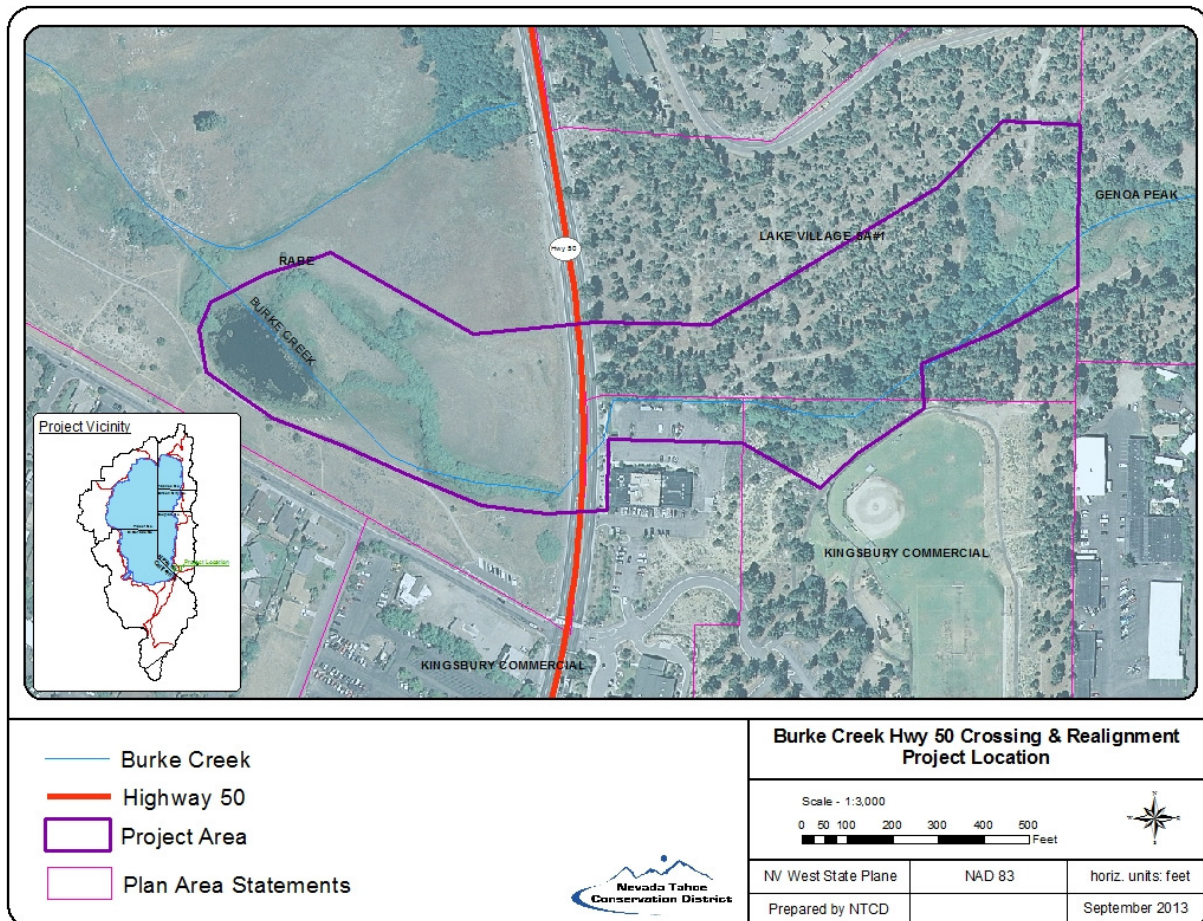 Hwy 50
GENOA PEAK
LAKE VILLAGE SA#1
RABE
BURKE CREEK
Project Vicinity
Project Location
KINGSBURY COMMERCIAL
KINGSBURY COMMERCIAL
Burke Creek
Highway 50
Project Area
Plan Area Statements
Nevada Tahoe
Conservation District
Burke Creek Hwy 50 Crossing & Realignment
Project Location
Scale - 1:3,000
0 50 100 200 300 400 500
Feet
N
NV West State Plane
NAD 83
horiz. units: feet
Prepared by NTCD
September 2013